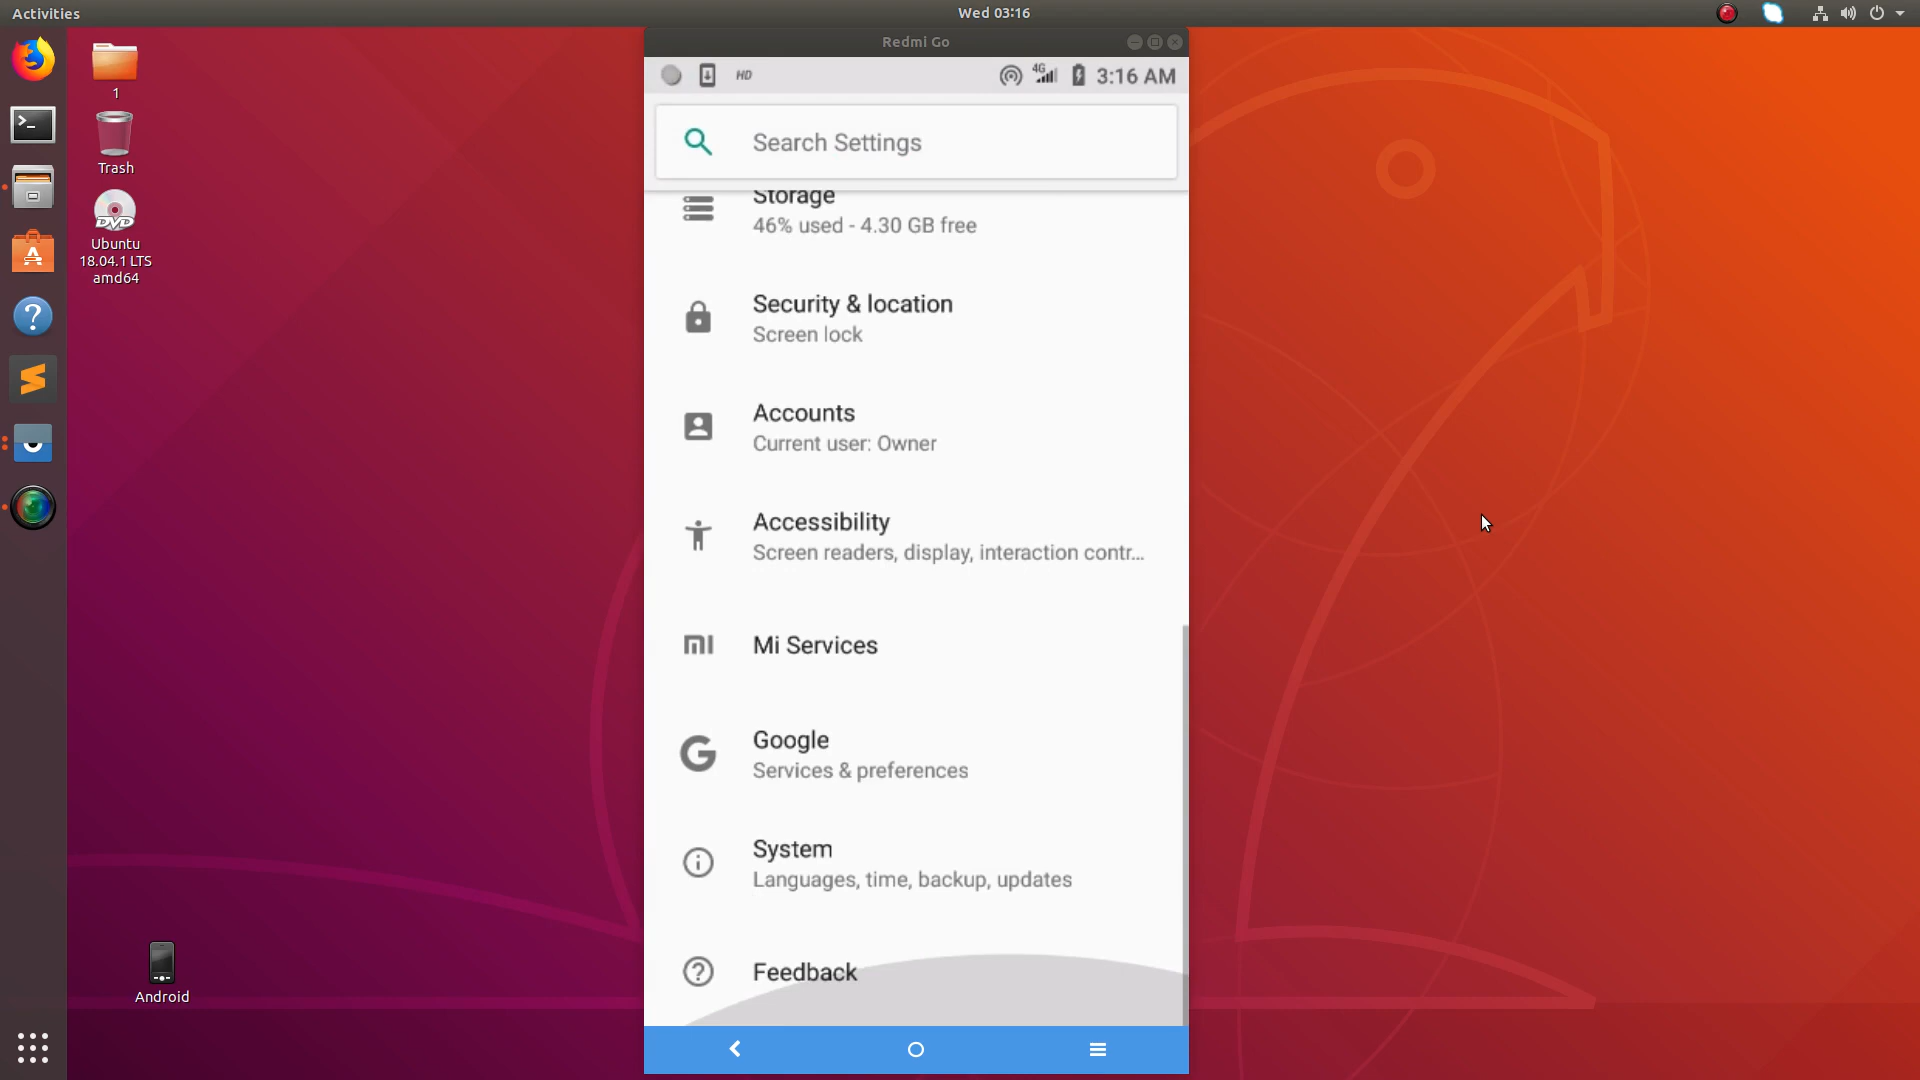 Activities
Wed 03:16
1
Trash
DVD
Ubuntu
18.04.1 LTS
amd64
Android
Redmi Go
HD
4G
3:16 AM
Search Settings
Storage
46% used - 4.30 GB free
Security & location
Screen lock
Accounts
Current user: Owner
Accessibility
Screen readers, display, interaction contr...
Mi Services
Google
Services & preferences
System
Languages, time, backup, updates
Feedback